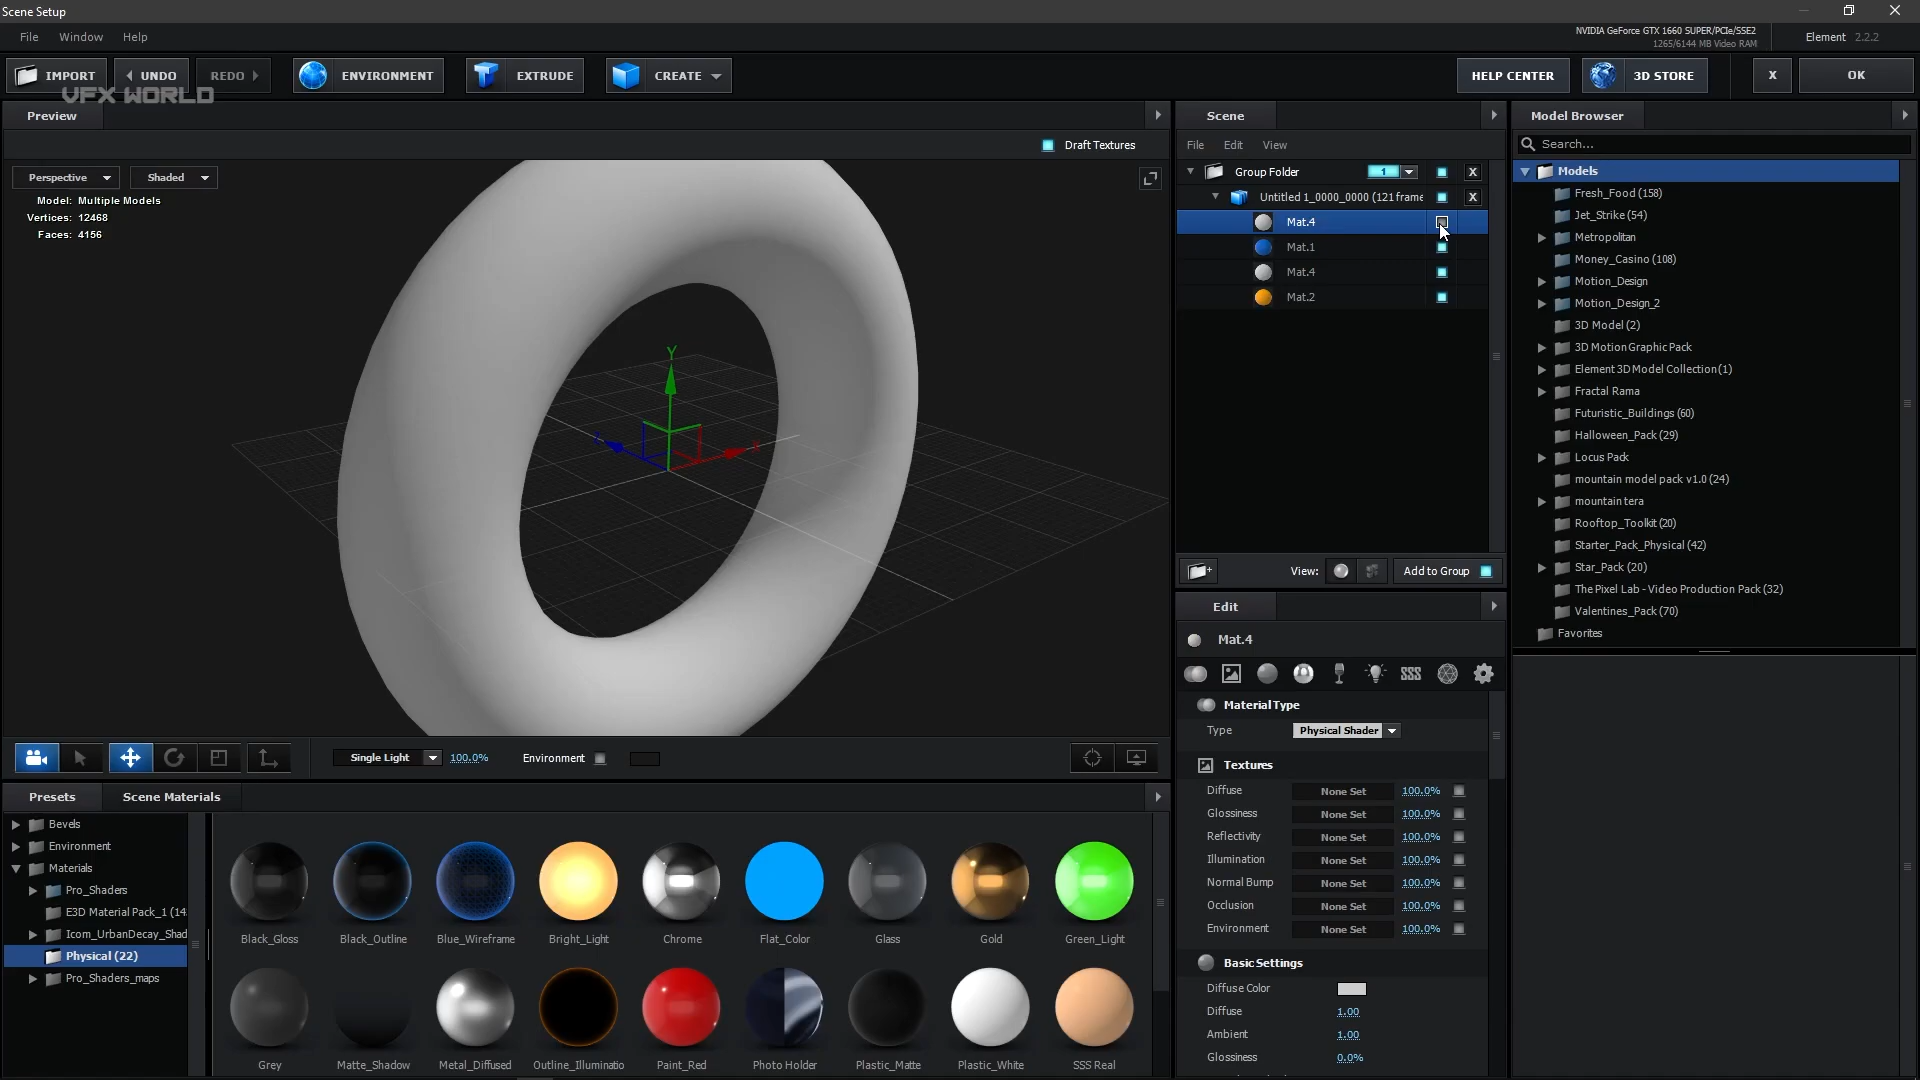 Scene Setup
File Window Help
NVIDIA GeForce GTX 1660 SUPER/PCIe/SSE2
1265/6144 MB Video RAM
Element 2.2.2
IMPORT UNDO REDO ENVIRONMENT EXTRUDE CREATE HELP CENTER 3D STORE X OK
VFX WORLD
Preview
Draft Textures
Perspective Shaded
Model: Multiple Models
Vertices: 12468
Faces: 4156
Y
X
Single Light 100.0% Environment
Scene
File Edit View
Group Folder 1 X
Untitled 1_0000_0000 (121 frame X
Mat.4
Mat.1
Mat.4
Mat.2
View: Add to Group
Model Browser
Search...
Models
Fresh_Food (158)
Jet_Strike (54)
Metropolitan
Money_Casino (108)
Motion_Design
Motion_Design_2
3D Model (2)
3D Motion Graphic Pack
Element 3D Model Collection (1)
Fractal Rama
Futuristic_Buildings (60)
Halloween_Pack (29)
Locus Pack
mountain model pack v1.0 (24)
mountain tera
Rooftop_Toolkit (20)
Starter_Pack_Physical (42)
Star_Pack (20)
The Pixel Lab - Video Production Pack (32)
Valentines_Pack (70)
Favorites
Edit
Mat.4
SSS
Material Type
Type Physical Shader
Textures
Diffuse None Set 100.0%
Glossiness None Set 100.0%
Reflectivity None Set 100.0%
Illumination None Set 100.0%
Normal Bump None Set 100.0%
Occlusion None Set 100.0%
Environment None Set 100.0%
Basic Settings
Diffuse Color
Diffuse 1.00
Ambient 1.00
Glossiness 0.0%
Presets Scene Materials
Bevels
Environment
Materials
Pro_Shaders
E3D Material Pack_1 (14
Icom_UrbanDecay_Shad
Physical (22)
Pro_Shaders_maps
Black_Gloss Black_Outline Blue_Wireframe Bright_Light Chrome Flat_Color Glass Gold Green_Light
Grey Matte_Shadow Metal_Diffused Outline_Illuminatio Paint_Red Photo Holder Plastic_Matte Plastic_White SSS Real